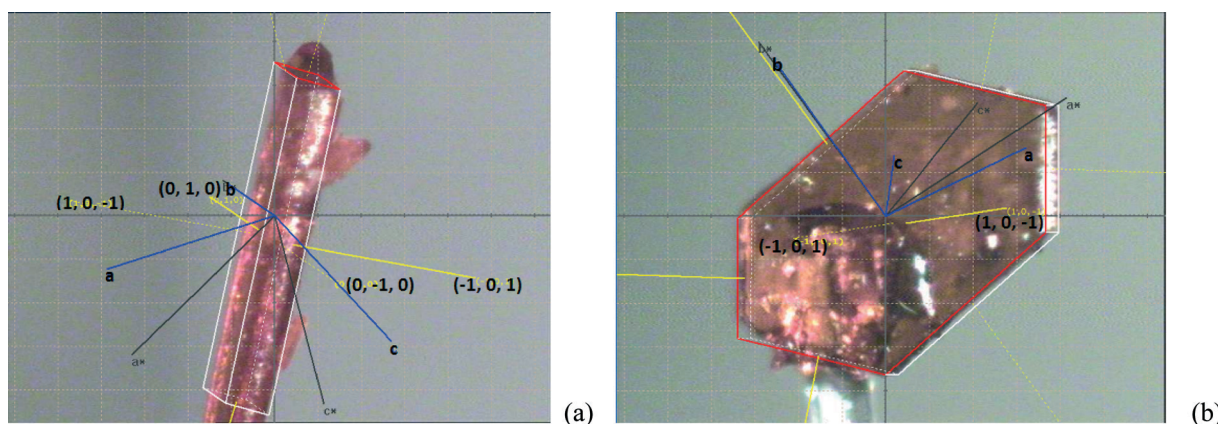 (0, 1, 0) b
(1, 0, -1)
a
(0, -1, 0)
(-1, 0, 1)
c
a*
c*
(a)
b*
b
c*
a*
c
a
(1, 0, -1)
(-1, 0, 1)
(b)